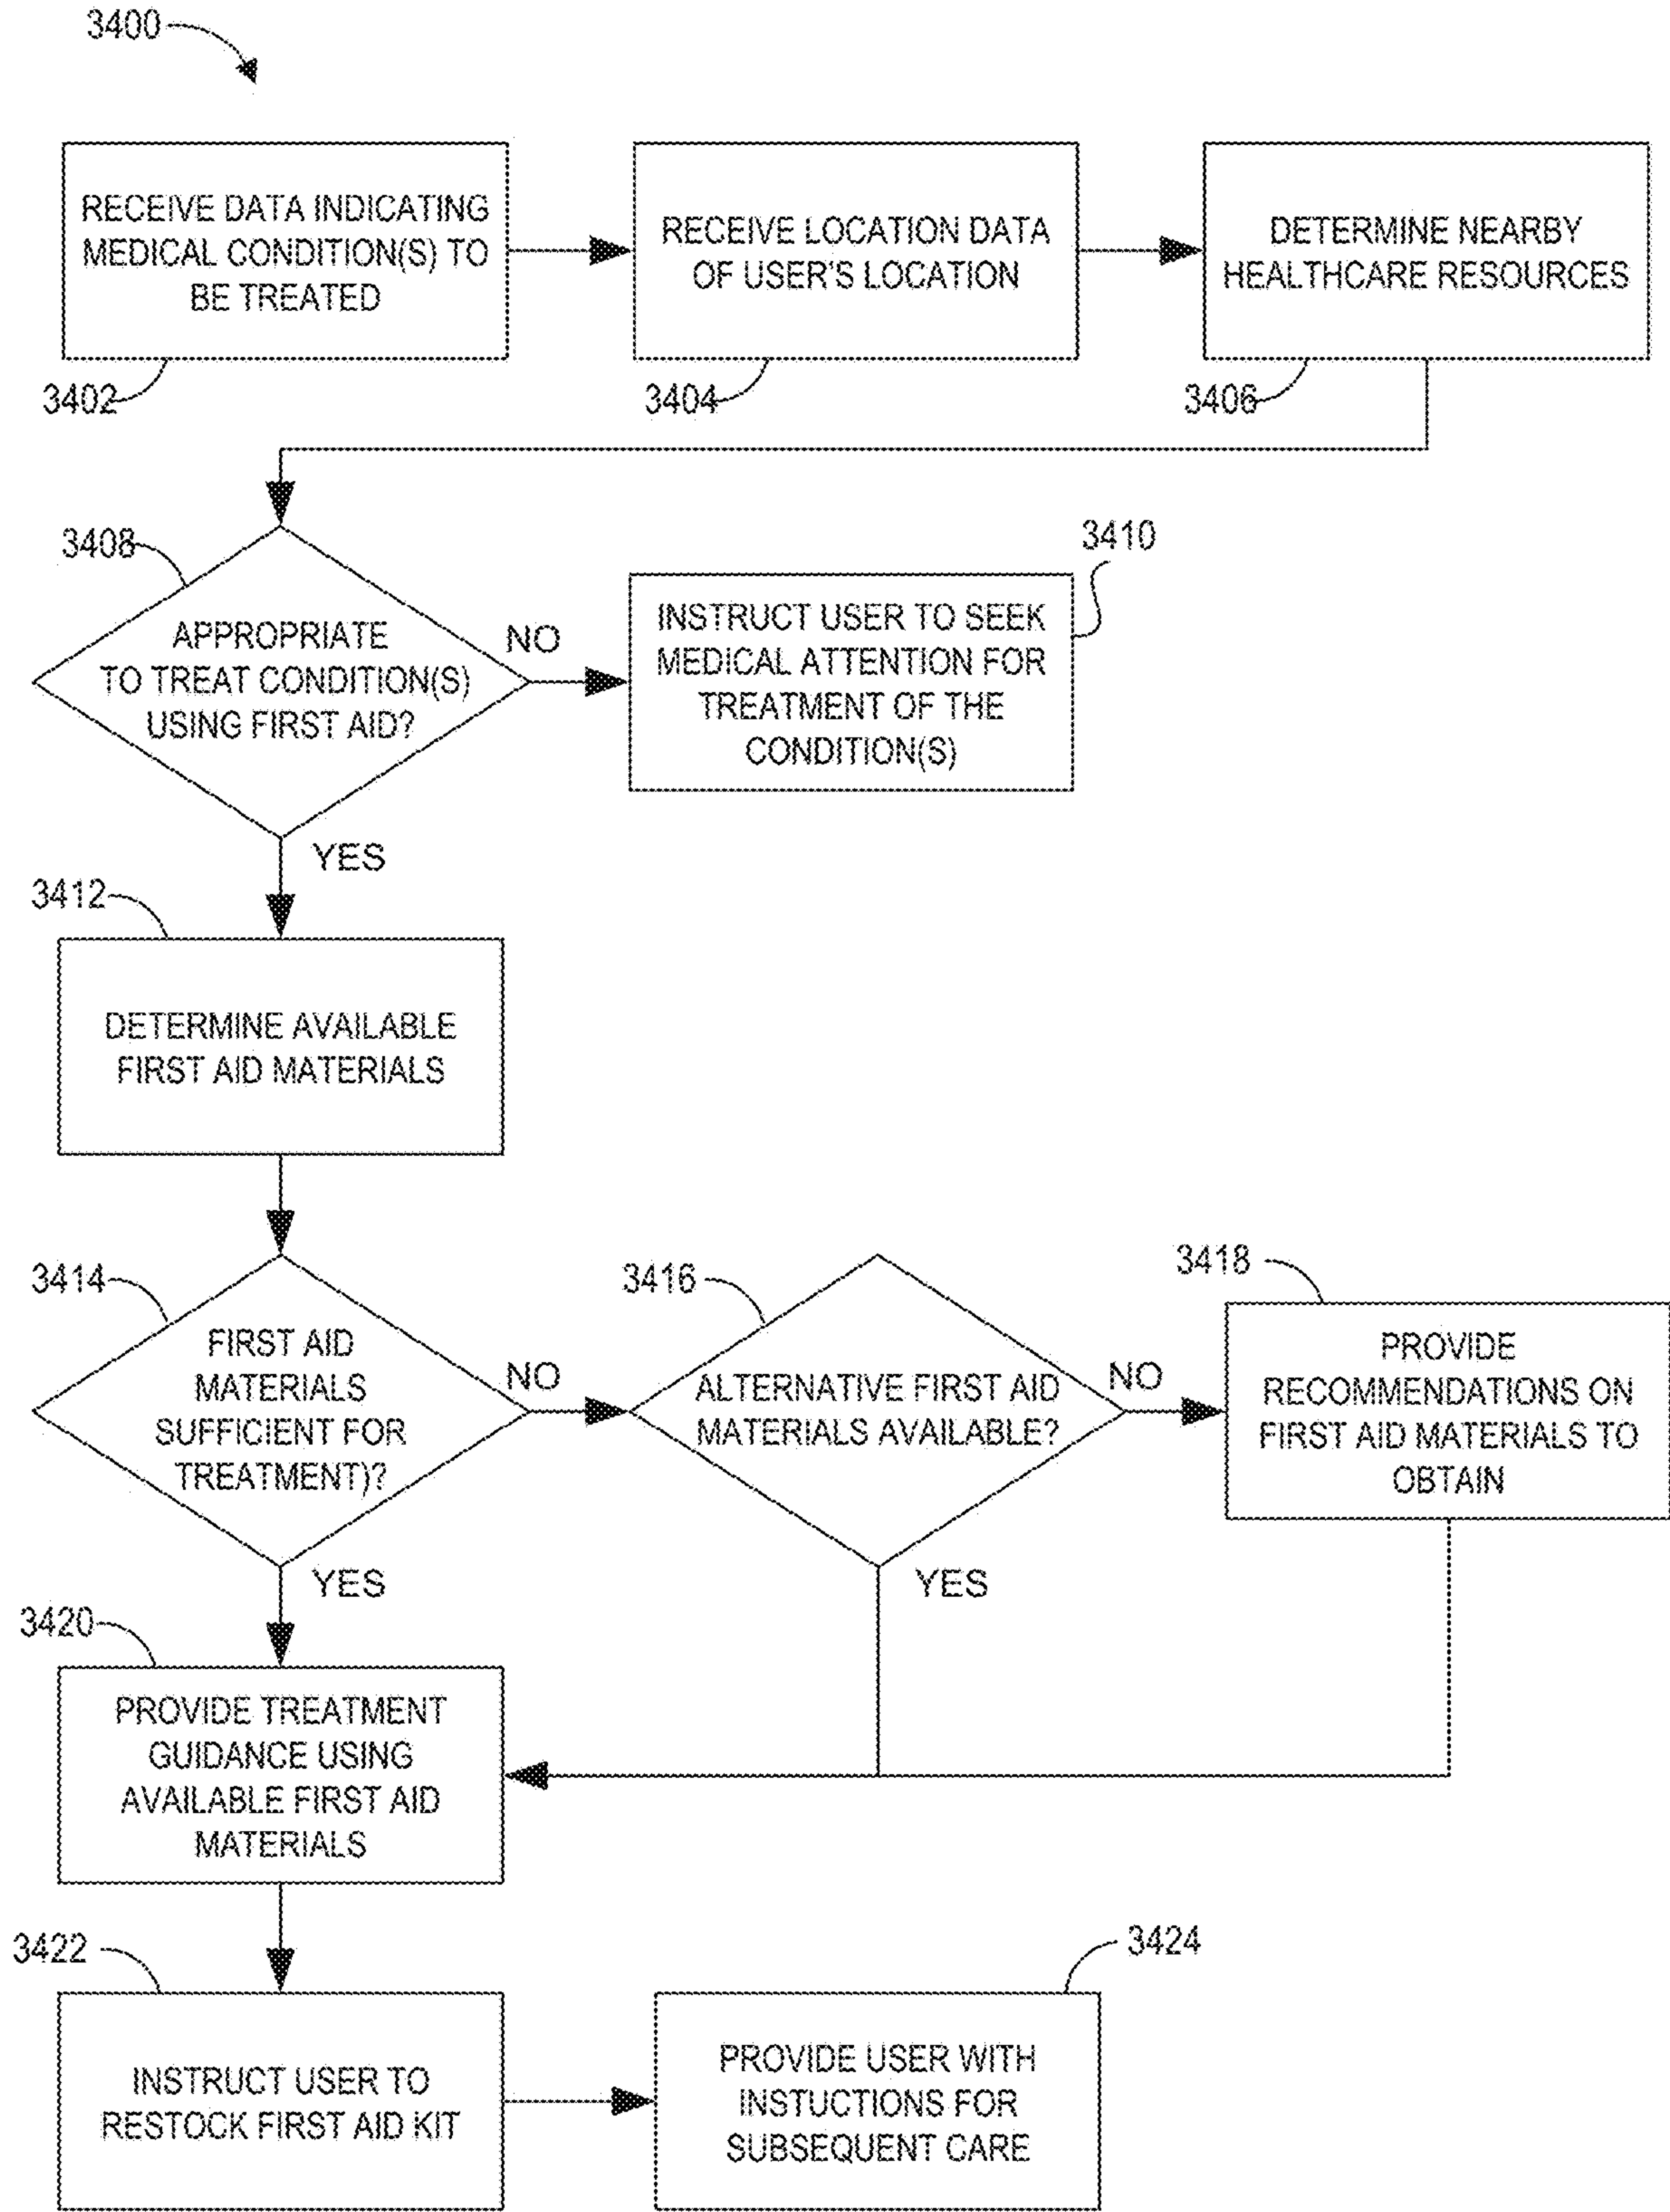 3400
RECEIVE DATA INDICATING
MEDICAL CONDITION(S) TO
BE TREATED
3402
RECEIVE LOCATION DATA
OF USER'S LOCATION
3404
DETERMINE NEARBY
HEALTHCARE RESOURCES
3406
3408
APPROPRIATE
TO TREAT CONDITION(S)
USING FIRST AID?
NO
3410
INSTRUCT USER TO SEEK
MEDICAL ATTENTION FOR
TREATMENT OF THE
CONDITION(S)
YES
3412
DETERMINE AVAILABLE
FIRST AID MATERIALS
3414
FIRST AID
MATERIALS
SUFFICIENT FOR
TREATMENT)?
NO
3416
ALTERNATIVE FIRST AID
MATERIALS AVAILABLE?
NO
3418
PROVIDE
RECOMMENDATIONS ON
FIRST AID MATERIALS TO
OBTAIN
YES
YES
3420
PROVIDE TREATMENT
GUIDANCE USING
AVAILABLE FIRST AID
MATERIALS
3422
INSTRUCT USER TO
RESTOCK FIRST AID KIT
3424
PROVIDE USER WITH
INSTUCTIONS FOR
SUBSEQUENT CARE